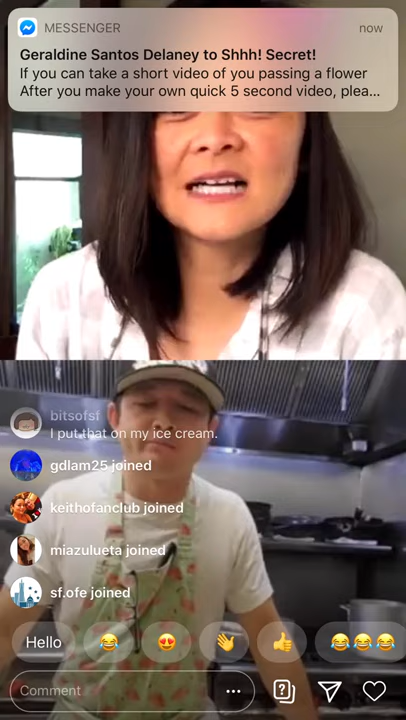 MESSENGER
now
Geraldine Santos Delaney to Shhh! Secret!
If you can take a short video of you passing a flower
After you make your own quick 5 second video, plea...
bitsofsf
I put that on my ice cream.
gdlam25 joined
keithofanclub joined
miazulueta joined
sf.ofe joined
Hello
Comment